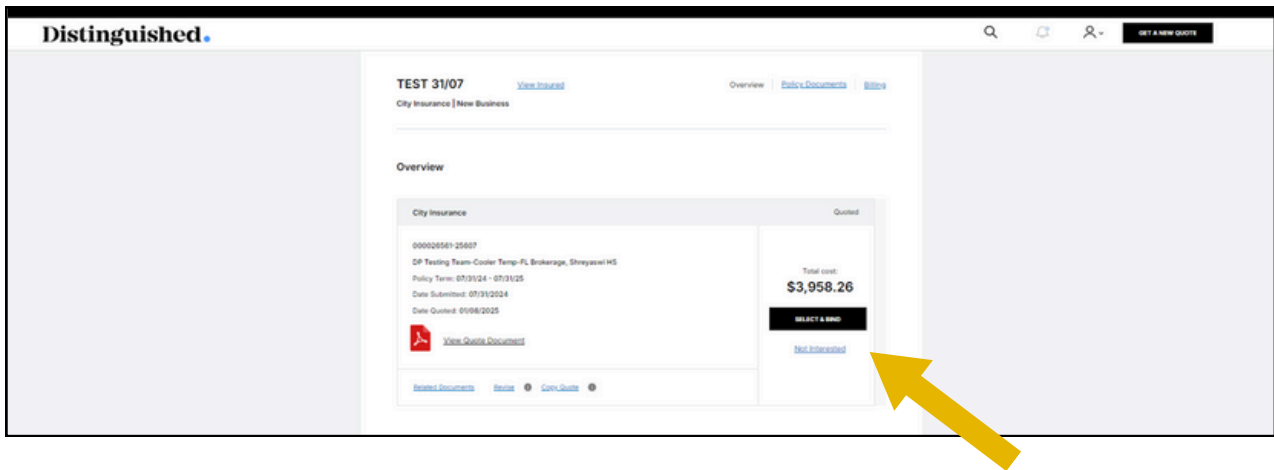 Distinguished.
GET A NEW QUOTE
TEST 31/07 View Insured Overview Policy Documents Billing
City Insurance | New Business
Overview
City Insurance Quoted
000026561-25607
DP Testing Team-Cooler Temp-FL Brokerage, Shreyaswi HS
Policy Term: 07/31/24 - 07/31/25
Date Submitted: 07/31/2024
Date Quoted: 01/08/2025
View Quote Document
Total cost:
$3,958.26
SELECT & BIND
Not Interested
Related Documents Revise Copy Quote